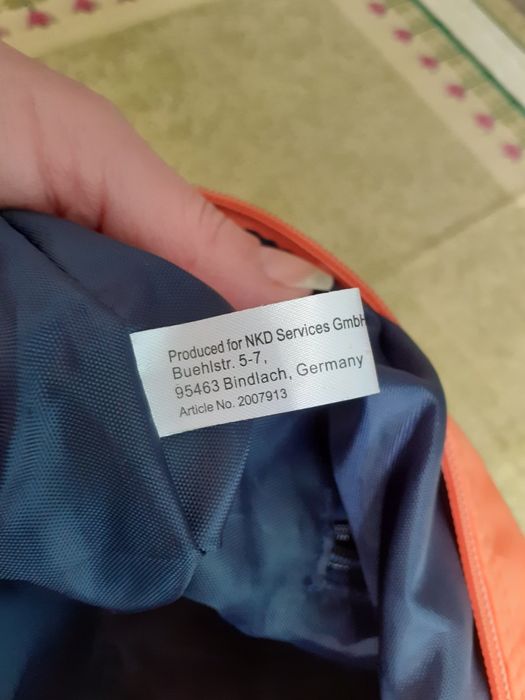 Produced for NKD Services GmbH
Buehlstr. 5-7,
95463 Bindlach, Germany
Article No. 2007913